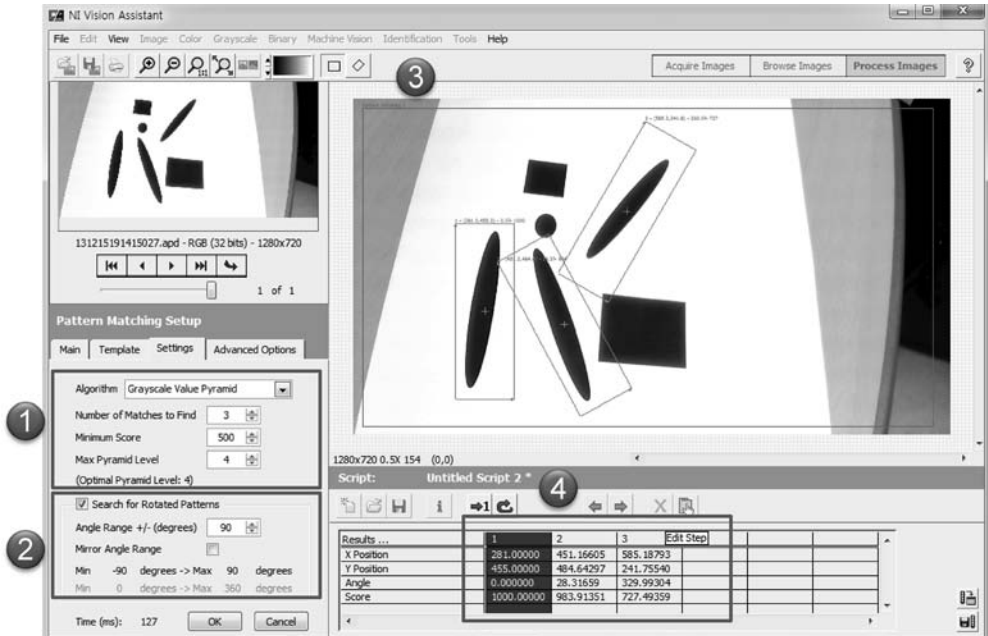 NI Vision Assistant
File Edit View Image Color Grayscale Binary Machine Vision Identification Tools Help
1:1
Acquire Images Browse Images Process Images
3
131215191415027.apd - RGB (32 bits) - 1280x720
1 of 1
Pattern Matching Setup
Main Template Settings Advanced Options
1
Algorithm Grayscale Value Pyramid
Number of Matches to Find 3
Minimum Score 500
Max Pyramid Level 4
(Optimal Pyramid Level: 4)
2
Search for Rotated Patterns
Angle Range +/- (degrees) 90
Mirror Angle Range
Min -90 degrees -> Max 90 degrees
Min 0 degrees -> Max 360 degrees
Time (ms): 127 OK Cancel
1280x720 0.5X 154 (0,0)
Script: Untitled Script 2 *
4
1
Results ... 1 2 3 Edit Step
X Position 281.00000 451.16605 585.18793
Y Position 455.00000 484.64297 241.75540
Angle 0.000000 28.31659 329.99304
Score 1000.00000 983.91351 727.49359